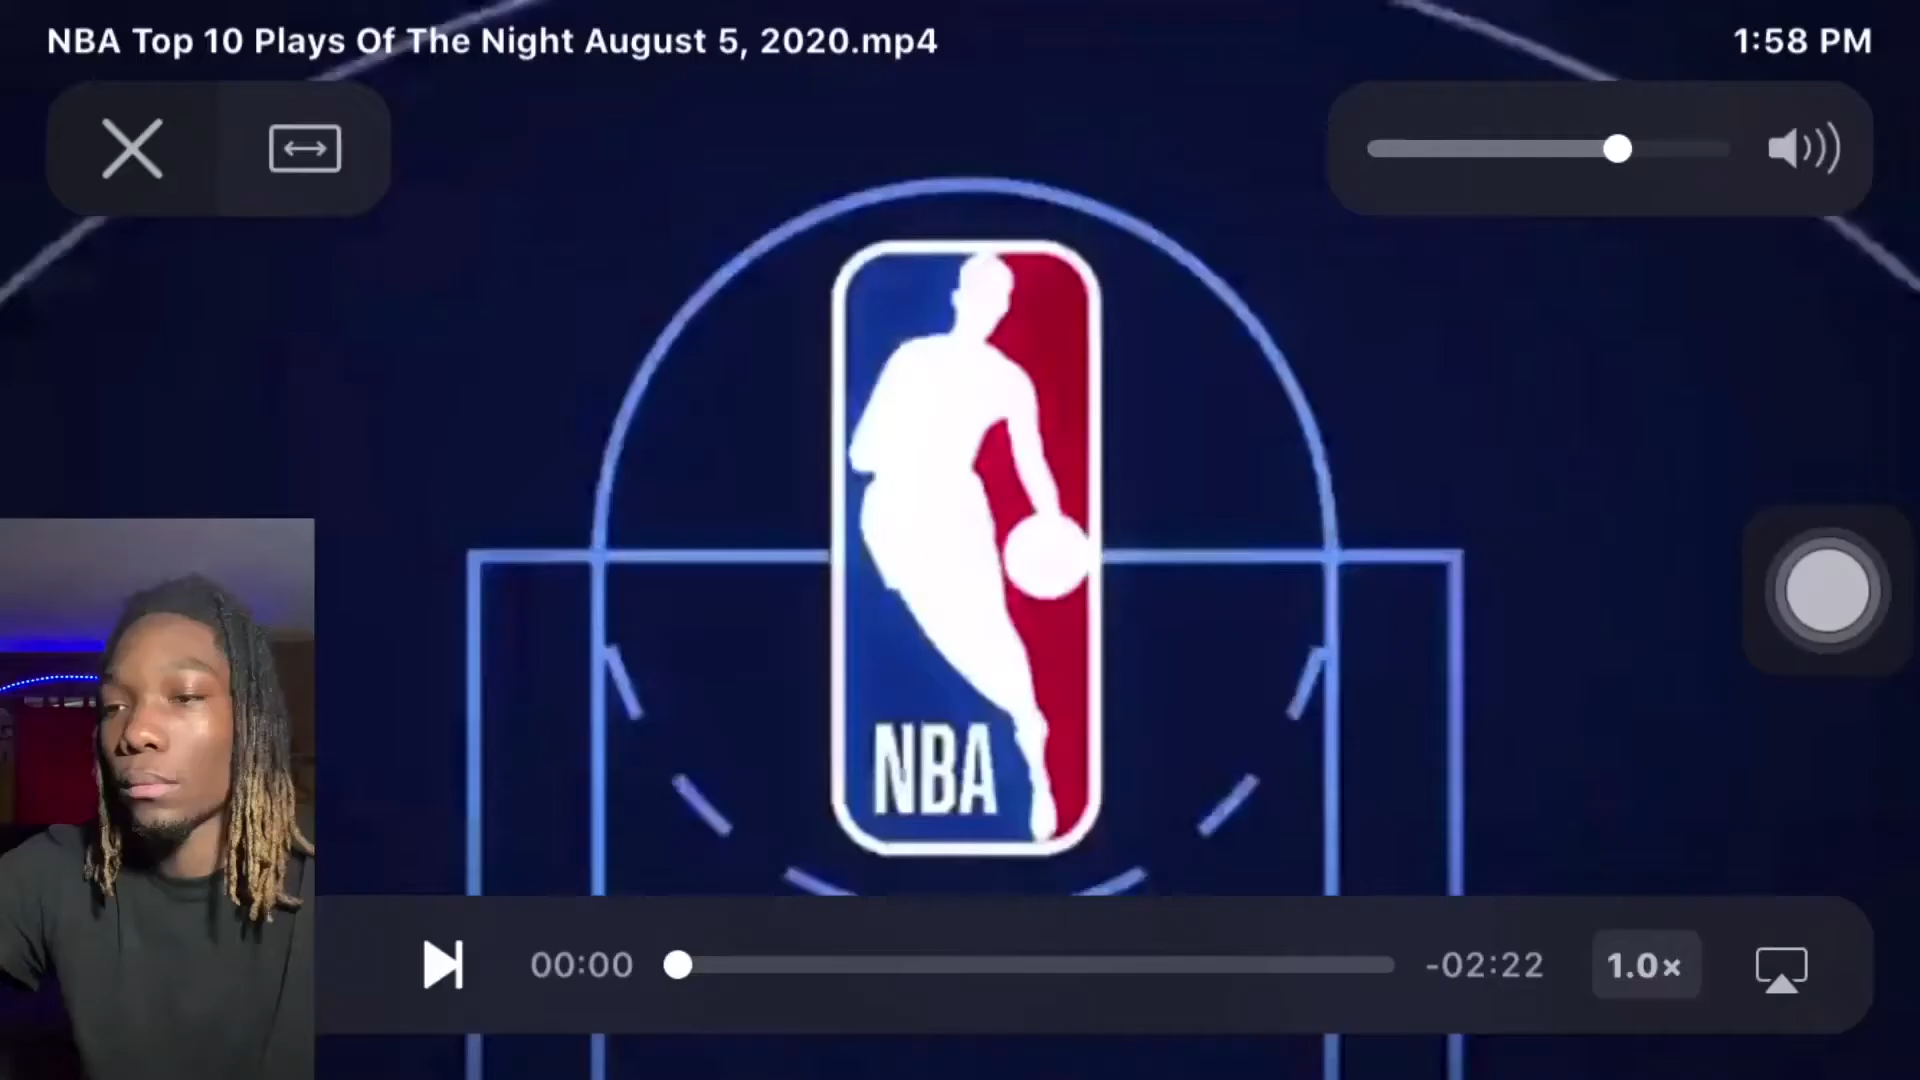 NBA Top 10 Plays Of The Night August 5, 2020.mp4
1:58 PM
NBA
00:00
-02:22
1.0×